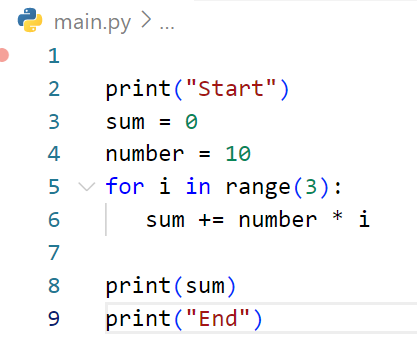 main.py > ...
1
2 print("Start")
3 sum = 0
4 number = 10
5 for i in range(3):
6     sum += number * i
7
8 print(sum)
9 print("End")